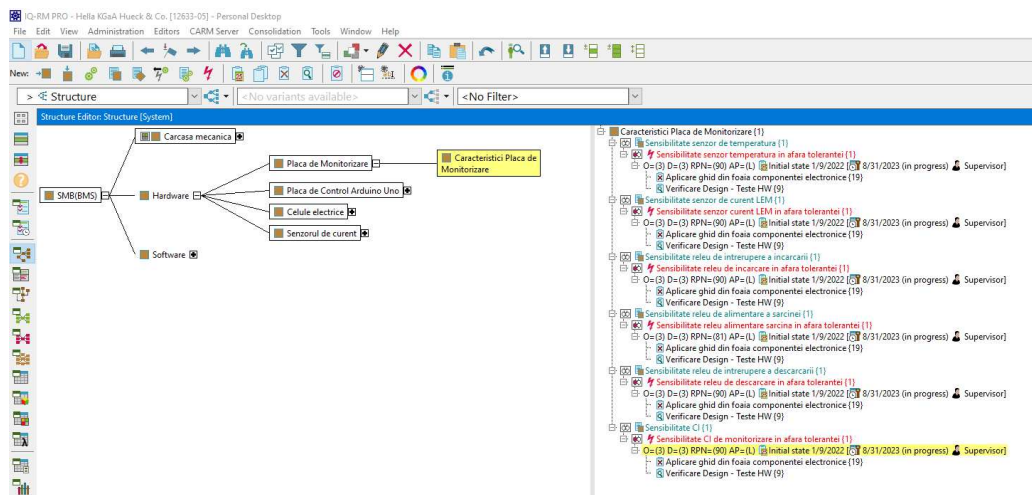 IQ-RM PRO - Hella KGaA Hueck & Co. [12633-05] - Personal Desktop
File Edit View Administration Editors CARM Server Consolidation Tools Window Help
New:
> Structure <No variants available> <No Filter>
Structure Editor: Structure [System]
SMB(BMS)
Carcasa mecanica
Hardware
Placa de Monitorizare
Caracteristici Placa de
Monitorizare
Placa de Control Arduino Uno
Celule electrice
Senzorul de curent
Software
Caracteristici Placa de Monitorizare {1}
Sensibilitate senzor de temperatura {1}
Sensibilitate senzor temperatura in afara tolerantei {1}
O=(3) D=(3) RPN=(90) AP=(L) Initial state 1/9/2022 [ 8/31/2023 (in progress) Supervisor]
Aplicare ghid din foaia componentei electronice {19}
Verificare Design - Teste HW {9}
Sensibilitate senzor de curent LEM {1}
Sensibilitate senzor curent LEM in afara tolerantei {1}
O=(3) D=(3) RPN=(90) AP=(L) Initial state 1/9/2022 [ 8/31/2023 (in progress) Supervisor]
Aplicare ghid din foaia componentei electronice {19}
Verificare Design - Teste HW {9}
Sensibilitate releu de intrerupere a incarcarii {1}
Sensibilitate releu de incarcare in afara tolerantei {1}
O=(3) D=(3) RPN=(90) AP=(L) Initial state 1/9/2022 [ 8/31/2023 (in progress) Supervisor]
Aplicare ghid din foaia componentei electronice {19}
Verificare Design - Teste HW {9}
Sensibilitate releu de alimentare a sarcinei {1}
Sensibilitate releu alimentare sarcina in afara tolerantei {1}
O=(3) D=(3) RPN=(81) AP=(L) Initial state 1/9/2022 [ 8/31/2023 (in progress) Supervisor]
Aplicare ghid din foaia componentei electronice {19}
Verificare Design - Teste HW {9}
Sensibilitate releu de intrerupere a descarcarii {1}
Sensibilitate releu de descarcare in afara tolerantei {1}
O=(3) D=(3) RPN=(90) AP=(L) Initial state 1/9/2022 [ 8/31/2023 (in progress) Supervisor]
Aplicare ghid din foaia componentei electronice {19}
Verificare Design - Teste HW {9}
Sensibilitate CI {1}
Sensibilitate CI de monitorizare in afara tolerantei {1}
O=(3) D=(3) RPN=(90) AP=(L) Initial state 1/9/2022 [ 8/31/2023 (in progress) Supervisor]
Aplicare ghid din foaia componentei electronice {19}
Verificare Design - Teste HW {9}